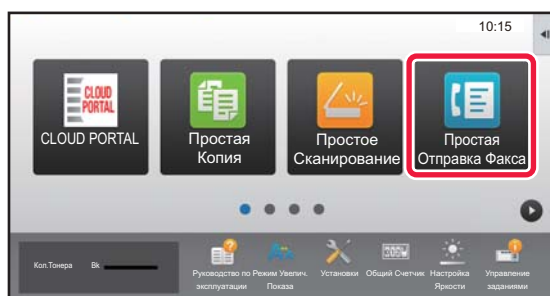 10:15
CLOUD
PORTAL
CLOUD PORTAL
Простая
Копия
Простое
Сканирование
Простая
Отправка Факса
Кол.Тонера Bk
Руководство по
эксплуатации
Режим Увелич.
Показа
Установки
Общий Счетчик
Настройка
Яркости
Управление
заданиями